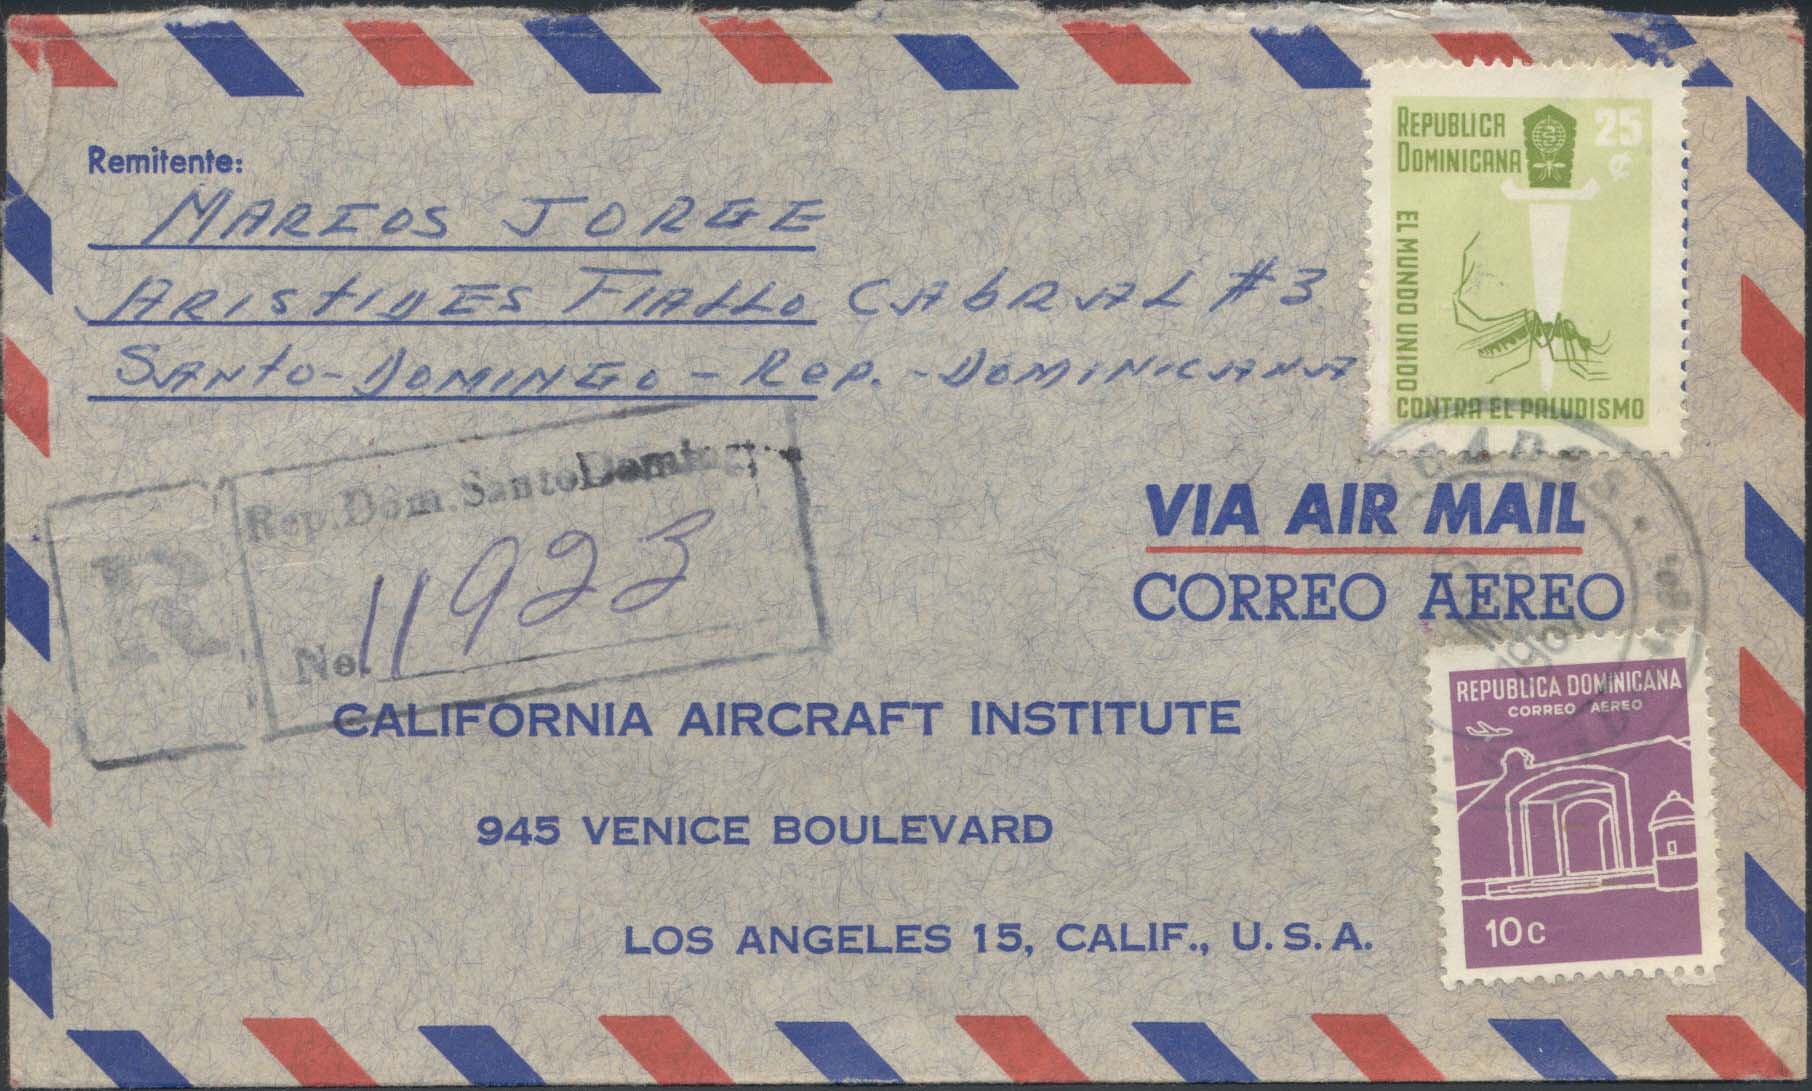 Remitente:
MARCOS JORGE
ARISTIDES FIALLO CABRAL #3
SANTO-DOMINGO-Rep.-DOMINICANA
REPUBLICA
DOMINICANA
25
¢
EL MUNDO UNIDO
CONTRA EL PALUDISMO
R
Rep.Dom.Santo Domingo
No. 11923
VIA AIR MAIL
CORREO AEREO
REPUBLICA DOMINICANA
CORREO AEREO
10c
CALIFORNIA AIRCRAFT INSTITUTE
945 VENICE BOULEVARD
LOS ANGELES 15, CALIF., U.S.A.